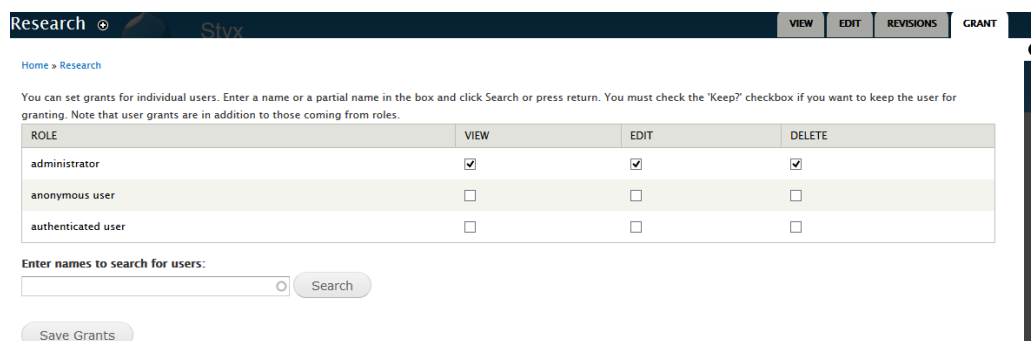 Research
Styx
VIEW EDIT REVISIONS GRANT
Home » Research
You can set grants for individual users. Enter a name or a partial name in the box and click Search or press return. You must check the 'Keep?' checkbox if you want to keep the user for
granting. Note that user grants are in addition to those coming from roles.
ROLE VIEW EDIT DELETE
administrator
anonymous user
authenticated user
Enter names to search for users:
Search
Save Grants